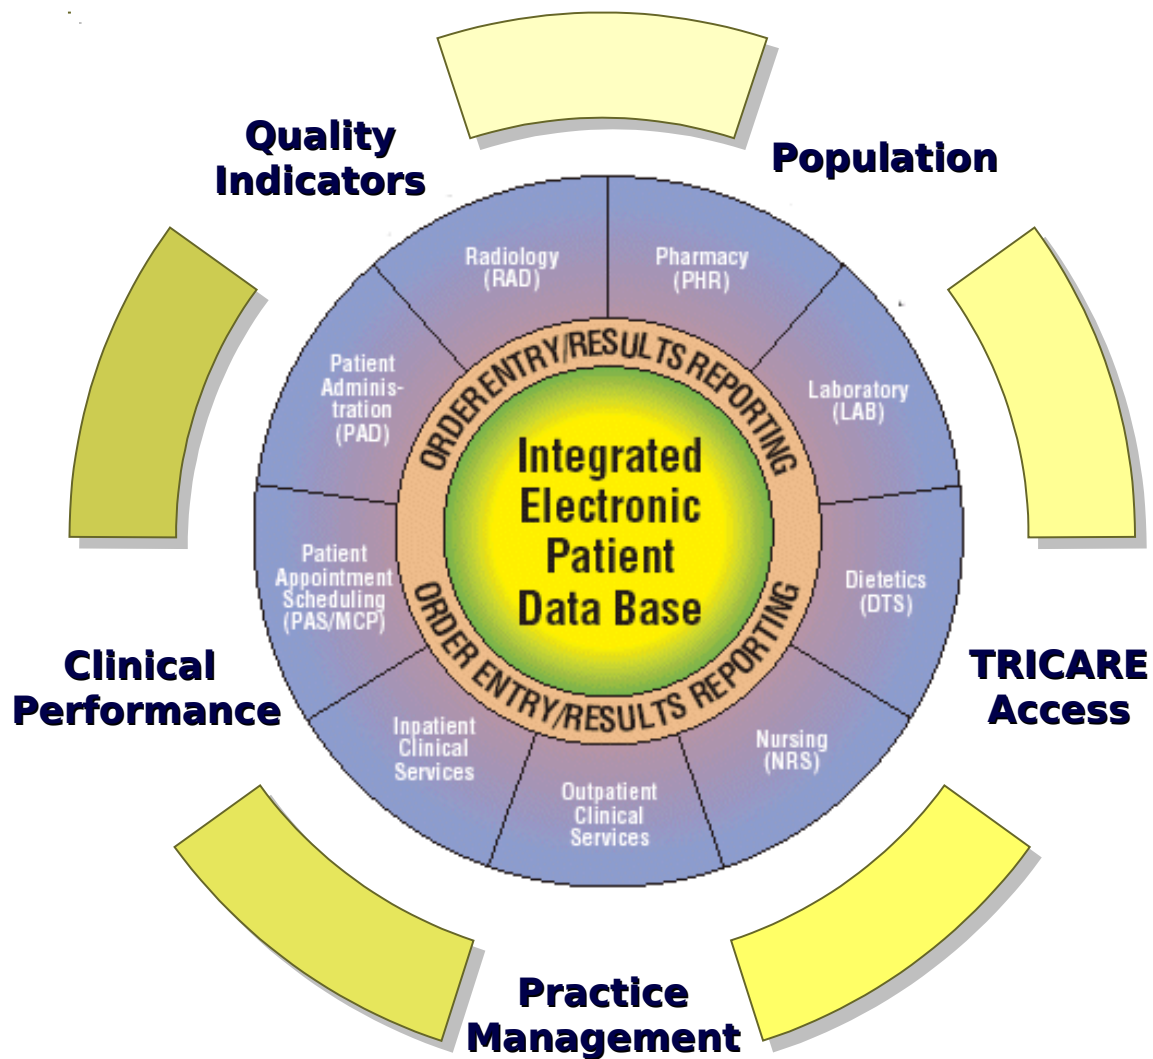 Quality
Indicators
Population
Radiology
(RAD)
Pharmacy
(PHR)
Patient
Adminis-
tration
(PAD)
Laboratory
(LAB)
ORDER ENTRY/RESULTS REPORTING
Integrated
Electronic
Patient
Data Base
ORDER ENTRY/RESULTS REPORTING
Patient
Appointment
Scheduling
(PAS/MCP)
Dietetics
(DTS)
Clinical
Performance
TRICARE
Access
Inpatient
Clinical
Services
Outpatient
Clinical
Services
Nursing
(NRS)
Practice
Management